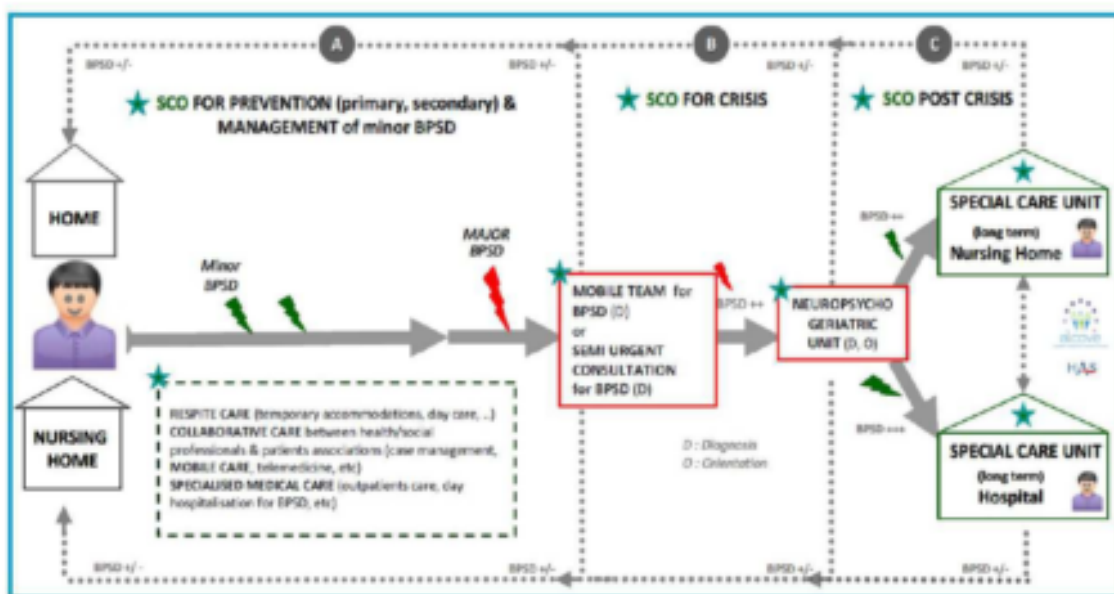 A
B
C
BPSD +/-
BPSD +/-
BPSD +/-
BPSD +/-
SCO FOR PREVENTION (primary, secondary) &
MANAGEMENT of minor BPSD
SCO FOR CRISIS
SCO POST CRISIS
HOME
NURSING
HOME
Minor
BPSD
MAJOR
BPSD
MOBILE TEAM for
BPSD (D)
or
SEMI URGENT
CONSULTATION
for BPSD (D)
BPSD ++
NEUROPSYCHO
GERIATRIC
UNIT (D, O)
BPSD ++
BPSD +++
SPECIAL CARE UNIT
(long term)
Nursing Home
alcove
HAS
SPECIAL CARE UNIT
(long term)
Hospital
RESPITE CARE (temporary accommodations, day care, ..)
COLLABORATIVE CARE between health/social
professionals & patients associations (case management,
MOBILE CARE, telemedicine, etc)
SPECIALISED MEDICAL CARE (outpatients care, day
hospitalisation for BPSD, etc)
D : Diagnosis
O : Orientation
BPSD +/-
BPSD +/-
BPSD +/-
BPSD +/-